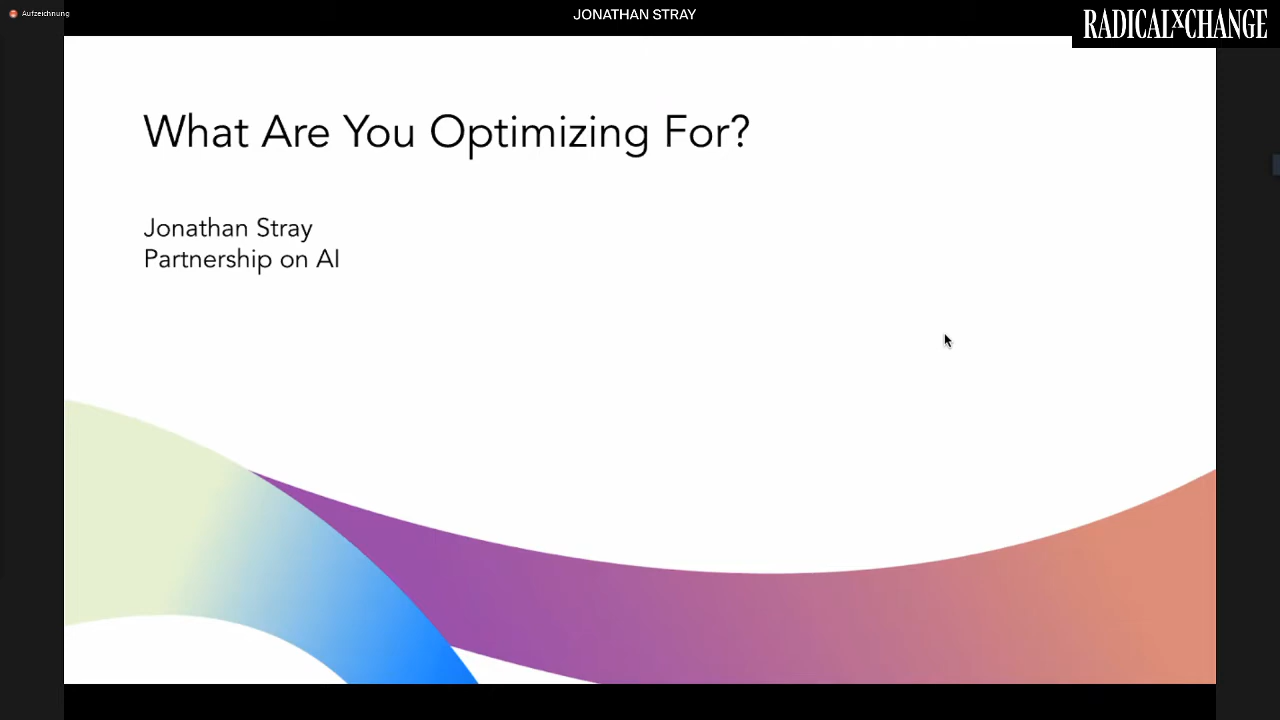 Aufzeichnung
JONATHAN STRAY
RADICALXCHANGE
What Are You Optimizing For?
Jonathan Stray
Partnership on AI